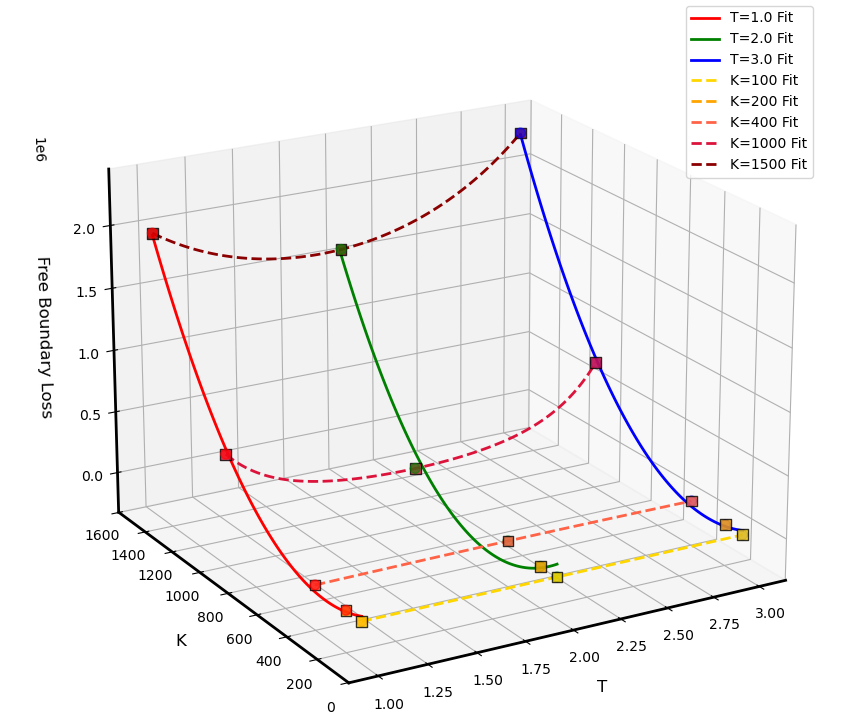 T=1.0 Fit
T=2.0 Fit
T=3.0 Fit
K=100 Fit
K=200 Fit
K=400 Fit
K=1000 Fit
K=1500 Fit
1e6
Free Boundary Loss
2.0
1.5
1.0
0.5
0.0
1600
1400
1200
1000
800
600
400
200
0
K
1.00
1.25
1.50
1.75
2.00
2.25
2.50
2.75
3.00
T